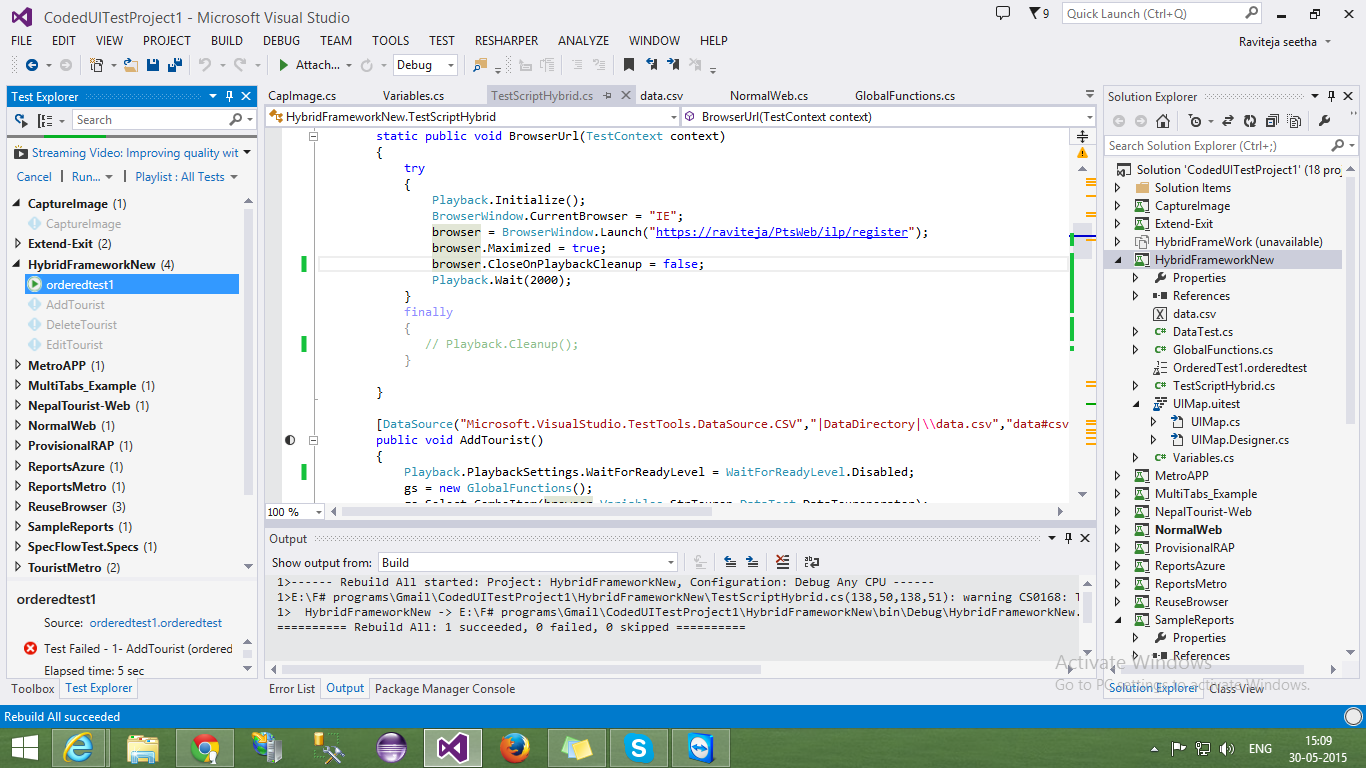 CodedUITestProject1 - Microsoft Visual Studio
9
Quick Launch (Ctrl+Q)
FILE EDIT VIEW PROJECT BUILD DEBUG TEAM TOOLS TEST RESHARPER ANALYZE WINDOW HELP
Raviteja seetha
Attach... Debug
Test Explorer
Search
Streaming Video: Improving quality wit
Cancel | Run... | Playlist : All Tests
CaptureImage (1)
CaptureImage
Extend-Exit (2)
HybridFrameworkNew (4)
orderedtest1
AddTourist
DeleteTourist
EditTourist
MetroAPP (1)
MultiTabs_Example (1)
NepalTourist-Web (1)
NormalWeb (1)
ProvisionalRAP (1)
ReportsAzure (1)
ReportsMetro (1)
ReuseBrowser (3)
SampleReports (1)
SpecFlowTest.Specs (1)
TouristMetro (2)
orderedtest1
Source: orderedtest1.orderedtest
Test Failed - 1- AddTourist (ordered
Elapsed time: 5 sec
Toolbox Test Explorer
CapImage.cs Variables.cs TestScriptHybrid.cs data.csv NormalWeb.cs GlobalFunctions.cs
HybridFrameworkNew.TestScriptHybrid
BrowserUrl(TestContext context)
static public void BrowserUrl(TestContext context)
{
try
{
Playback.Initialize();
BrowserWindow.CurrentBrowser = "IE";
browser = BrowserWindow.Launch("https://raviteja/PtsWeb/ilp/register");
browser.Maximized = true;
browser.CloseOnPlaybackCleanup = false;
Playback.Wait(2000);
}
finally
{
// Playback.Cleanup();
}
}
[DataSource("Microsoft.VisualStudio.TestTools.DataSource.CSV","|DataDirectory|\\data.csv","data#csv
public void AddTourist()
{
Playback.PlaybackSettings.WaitForReadyLevel = WaitForReadyLevel.Disabled;
gs = new GlobalFunctions();
100 %
Output
Show output from: Build
1>------ Rebuild All started: Project: HybridFrameworkNew, Configuration: Debug Any CPU ------
1>E:\F# programs\Gmail\CodedUITestProject1\HybridFrameworkNew\TestScriptHybrid.cs(138,50,138,51): warning CS0168: T
1> HybridFrameworkNew -> E:\F# programs\Gmail\CodedUITestProject1\HybridFrameworkNew\bin\Debug\HybridFrameworkNew.
========== Rebuild All: 1 succeeded, 0 failed, 0 skipped ==========
Error List Output Package Manager Console
Solution Explorer
Search Solution Explorer (Ctrl+;)
Solution 'CodedUITestProject1' (18 proj
Solution Items
CaptureImage
Extend-Exit
HybridFrameWork (unavailable)
HybridFrameworkNew
Properties
References
data.csv
C# DataTest.cs
C# GlobalFunctions.cs
OrderedTest1.orderedtest
C# TestScriptHybrid.cs
UIMap.uitest
UIMap.cs
UIMap.Designer.cs
C# Variables.cs
MetroAPP
MultiTabs_Example
NepalTourist-Web
NormalWeb
ProvisionalRAP
ReportsAzure
ReportsMetro
ReuseBrowser
SampleReports
Properties
References
Solution Explorer Class View
Activate Windows
Go to PC settings to activate Windows.
Rebuild All succeeded
ENG
15:09
30-05-2015